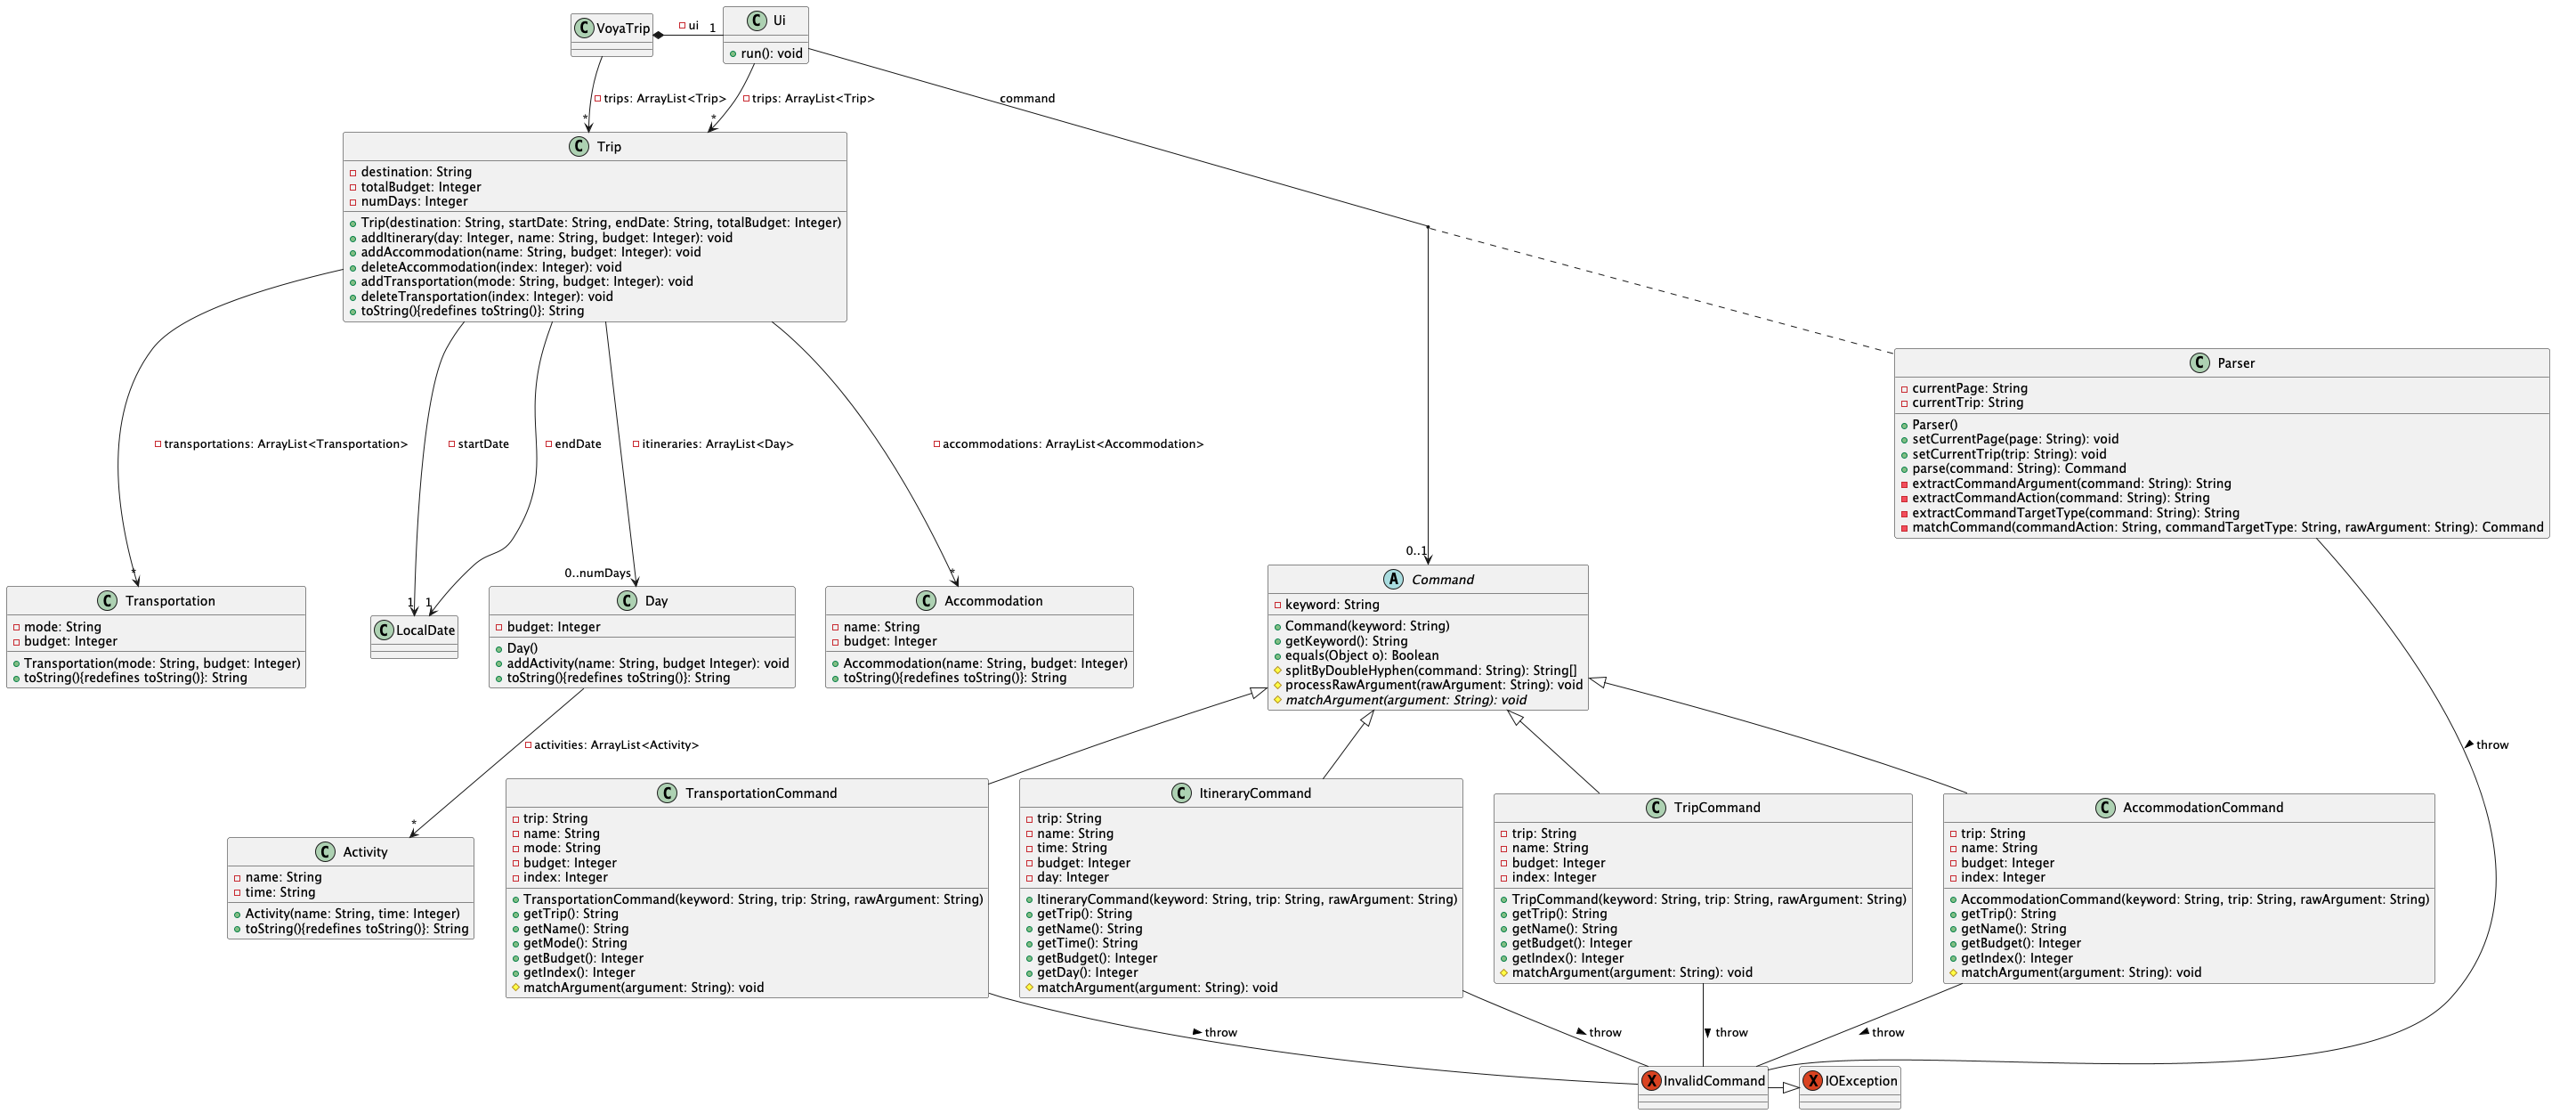 VoyaTrip
ui
1
Ui
run(): void
trips: ArrayList<Trip>
trips: ArrayList<Trip>
command
*
*
Trip
destination: String
totalBudget: Integer
numDays: Integer
Trip(destination: String, startDate: String, endDate: String, totalBudget: Integer)
addItinerary(day: Integer, name: String, budget: Integer): void
addAccommodation(name: String, budget: Integer): void
deleteAccommodation(index: Integer): void
addTransportation(mode: String, budget: Integer): void
deleteTransportation(index: Integer): void
toString(){redefines toString()}: String
Parser
currentPage: String
currentTrip: String
Parser()
setCurrentPage(page: String): void
setCurrentTrip(trip: String): void
parse(command: String): Command
extractCommandArgument(command: String): String
extractCommandAction(command: String): String
extractCommandTargetType(command: String): String
matchCommand(commandAction: String, commandTargetType: String, rawArgument: String): Command
transportations: ArrayList<Transportation>
startDate
endDate
itineraries: ArrayList<Day>
accommodations: ArrayList<Accommodation>
*
1
1
0..numDays
*
0..1
Transportation
mode: String
budget: Integer
Transportation(mode: String, budget: Integer)
toString(){redefines toString()}: String
LocalDate
Day
budget: Integer
Day()
addActivity(name: String, budget Integer): void
toString(){redefines toString()}: String
Accommodation
name: String
budget: Integer
Accommodation(name: String, budget: Integer)
toString(){redefines toString()}: String
Command
keyword: String
Command(keyword: String)
getKeyword(): String
equals(Object o): Boolean
splitByDoubleHyphen(command: String): String[]
processRawArgument(rawArgument: String): void
matchArgument(argument: String): void
activities: ArrayList<Activity>
throw
*
Activity
name: String
time: String
Activity(name: String, time: Integer)
toString(){redefines toString()}: String
TransportationCommand
trip: String
name: String
mode: String
budget: Integer
index: Integer
TransportationCommand(keyword: String, trip: String, rawArgument: String)
getTrip(): String
getName(): String
getMode(): String
getBudget(): Integer
getIndex(): Integer
matchArgument(argument: String): void
ItineraryCommand
trip: String
name: String
time: String
budget: Integer
day: Integer
ItineraryCommand(keyword: String, trip: String, rawArgument: String)
getTrip(): String
getName(): String
getTime(): String
getBudget(): Integer
getDay(): Integer
matchArgument(argument: String): void
TripCommand
trip: String
name: String
budget: Integer
index: Integer
TripCommand(keyword: String, trip: String, rawArgument: String)
getTrip(): String
getName(): String
getBudget(): Integer
getIndex(): Integer
matchArgument(argument: String): void
AccommodationCommand
trip: String
name: String
budget: Integer
index: Integer
AccommodationCommand(keyword: String, trip: String, rawArgument: String)
getTrip(): String
getName(): String
getBudget(): Integer
getIndex(): Integer
matchArgument(argument: String): void
throw
throw
throw
throw
InvalidCommand
IOException